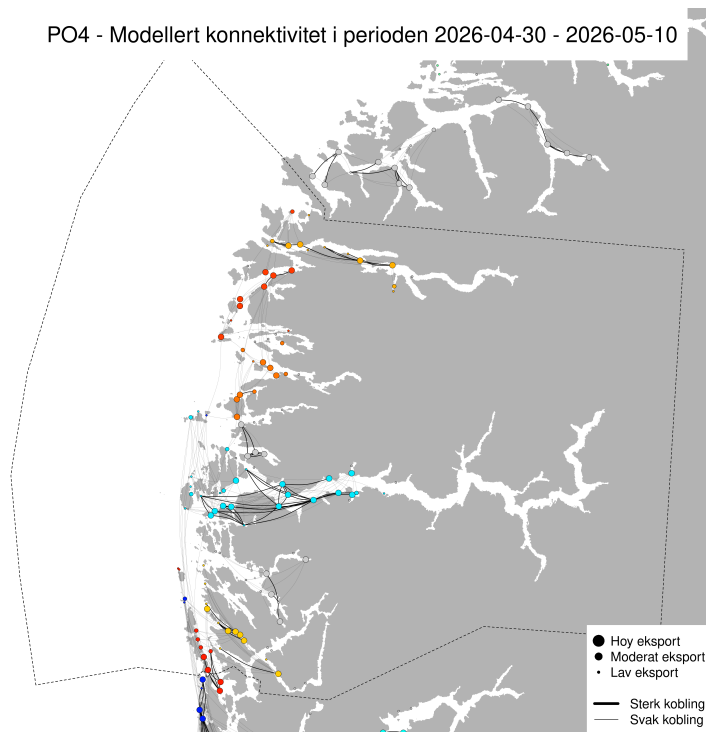 PO4 - Modellert konnektivitet i perioden 2026-04-30 - 2026-05-10
Hoy eksport
Moderat eksport
Lav eksport
Sterk kobling
Svak kobling